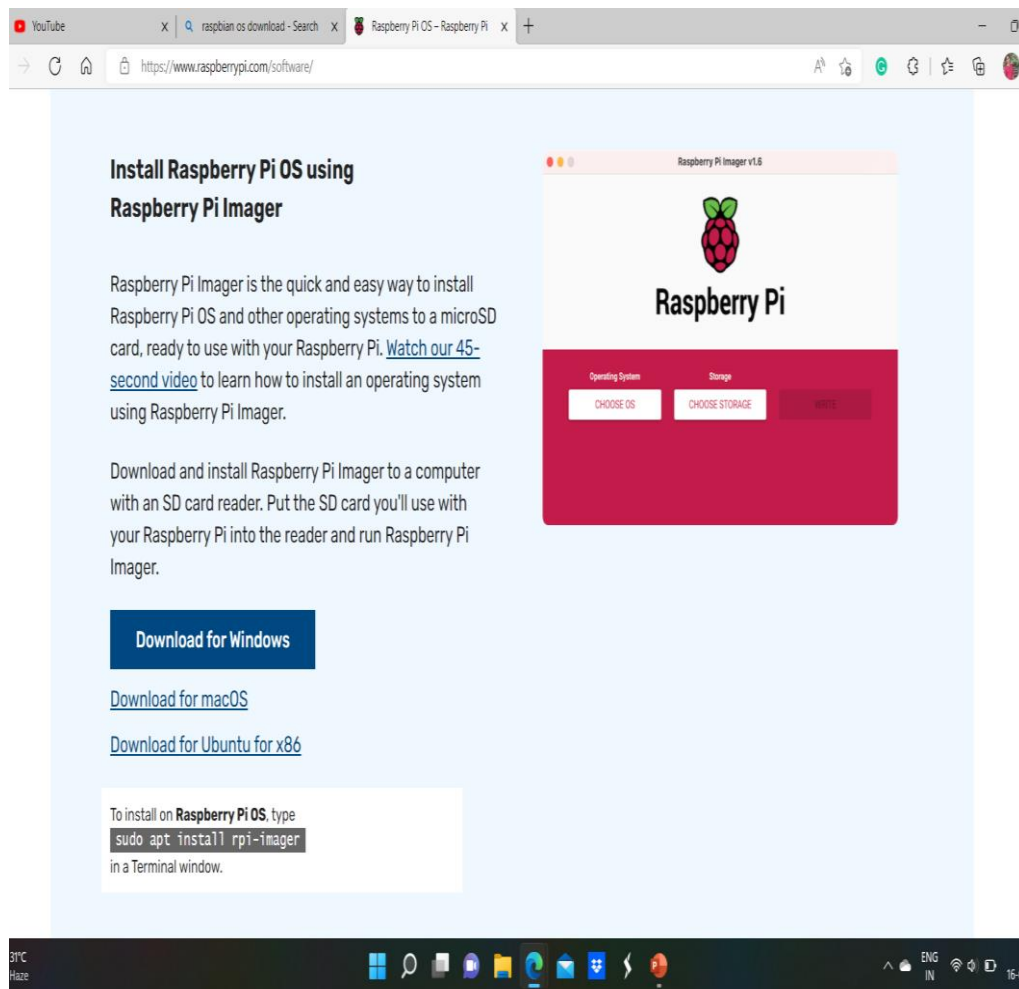 YouTube
raspbian os download - Search
Raspberry Pi OS – Raspberry Pi
https://www.raspberrypi.com/software/
Install Raspberry Pi OS using
Raspberry Pi Imager
Raspberry Pi Imager is the quick and easy way to install
Raspberry Pi OS and other operating systems to a microSD
card, ready to use with your Raspberry Pi. Watch our 45-
second video to learn how to install an operating system
using Raspberry Pi Imager.
Download and install Raspberry Pi Imager to a computer
with an SD card reader. Put the SD card you'll use with
your Raspberry Pi into the reader and run Raspberry Pi
Imager.
Download for Windows
Download for macOS
Download for Ubuntu for x86
To install on Raspberry Pi OS, type
sudo apt install rpi-imager
in a Terminal window.
Raspberry Pi Imager v1.6
Raspberry Pi
Operating System Storage
CHOOSE OS CHOOSE STORAGE WRITE
31°C
Haze
ENG
IN
16-